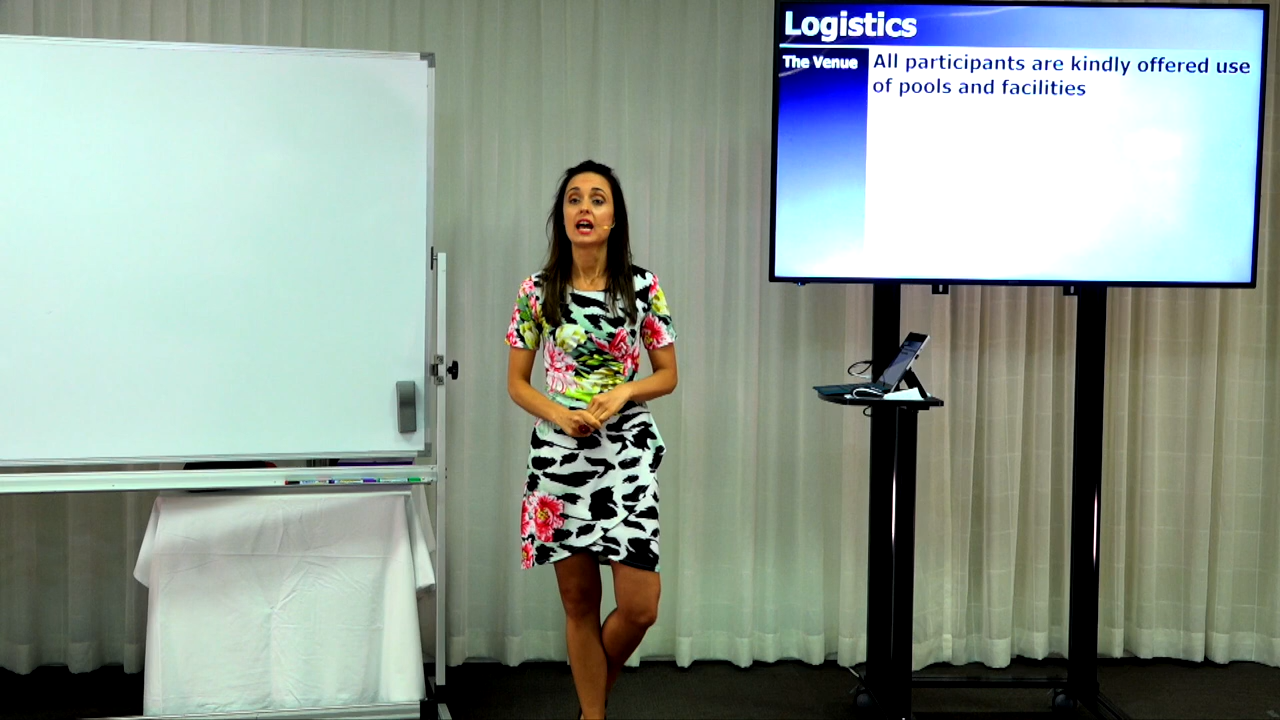 Logistics
The Venue
All participants are kindly offered use
of pools and facilities